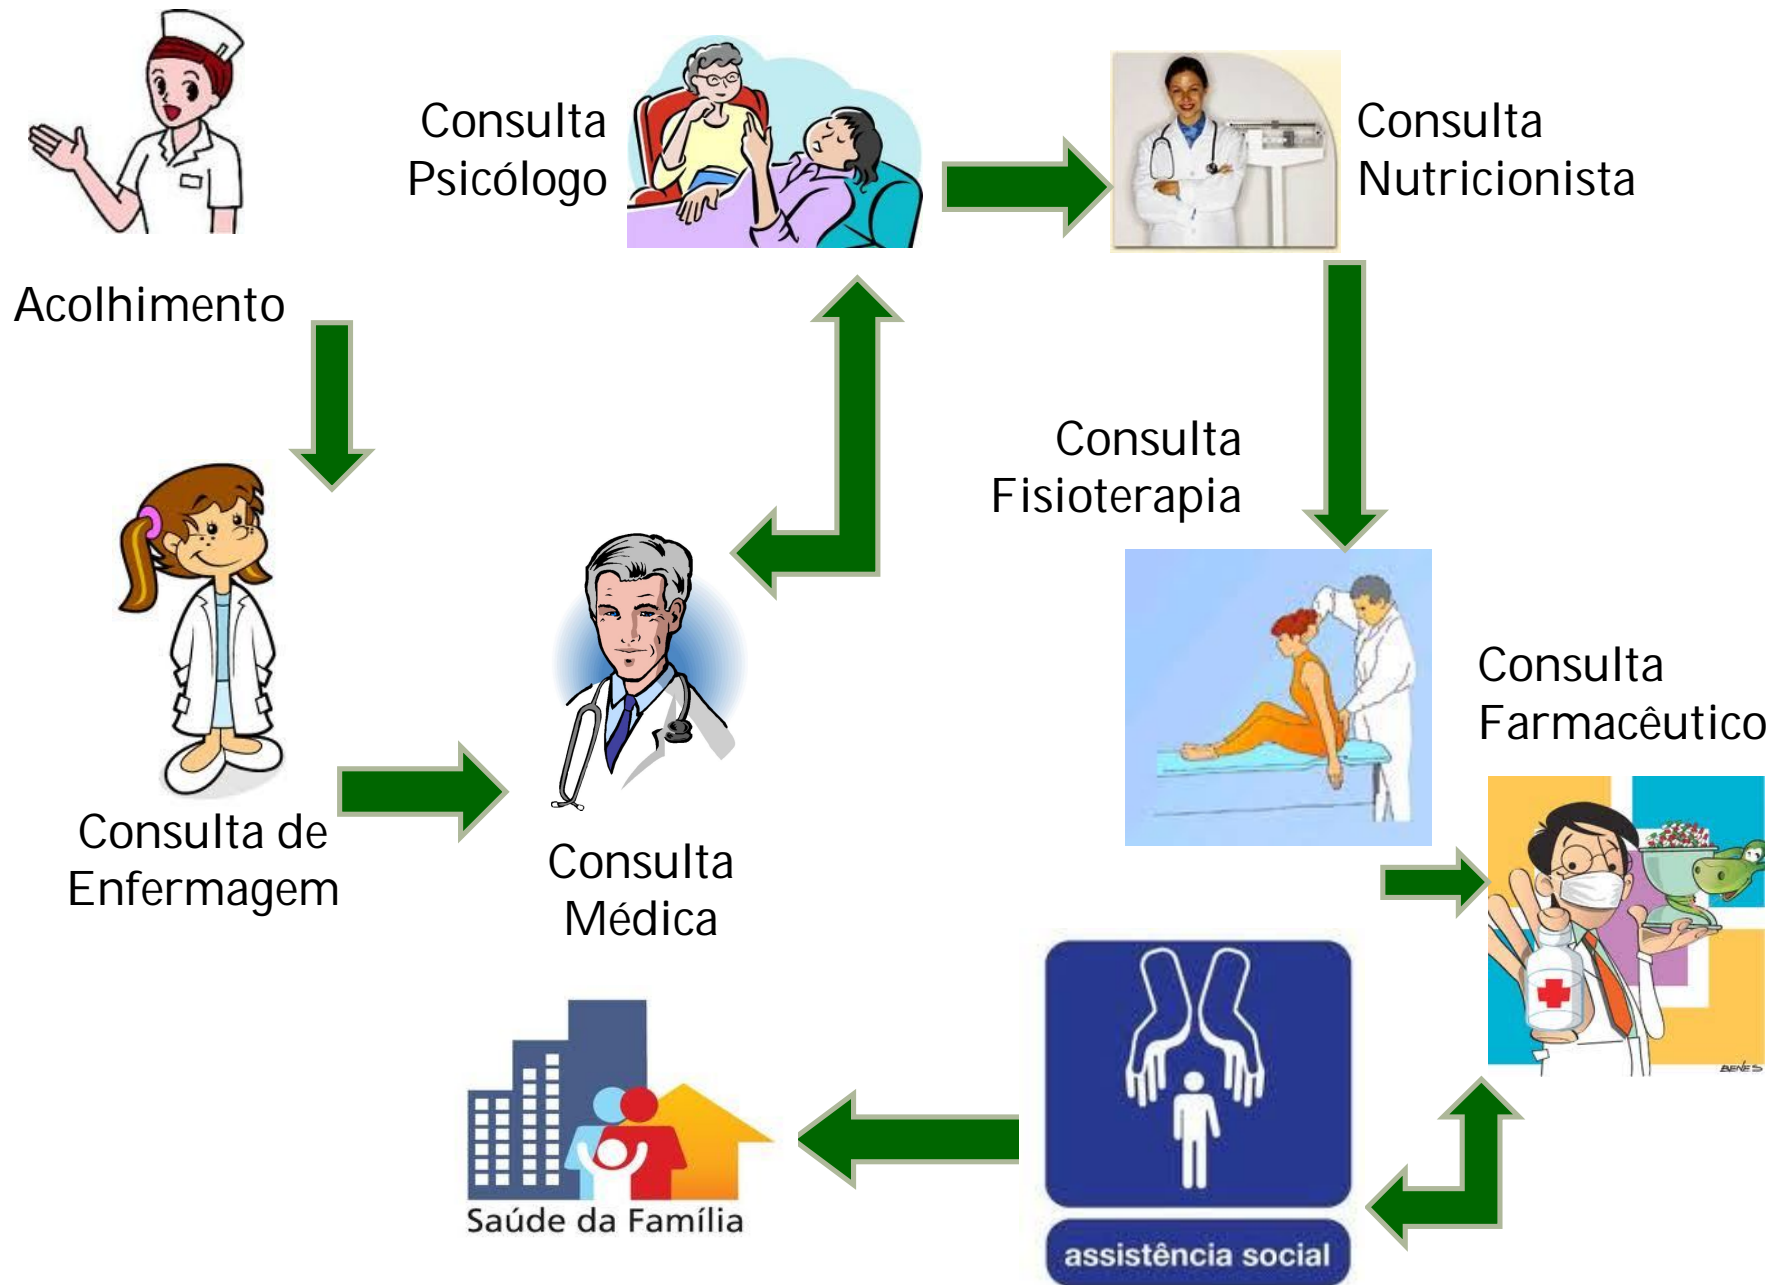 Acolhimento
Consulta de
Enfermagem
Consulta
Médica
Consulta
Psicólogo
Consulta
Nutricionista
Consulta
Fisioterapia
Consulta
Farmacêutico
BENES
assistência social
Saúde da Família